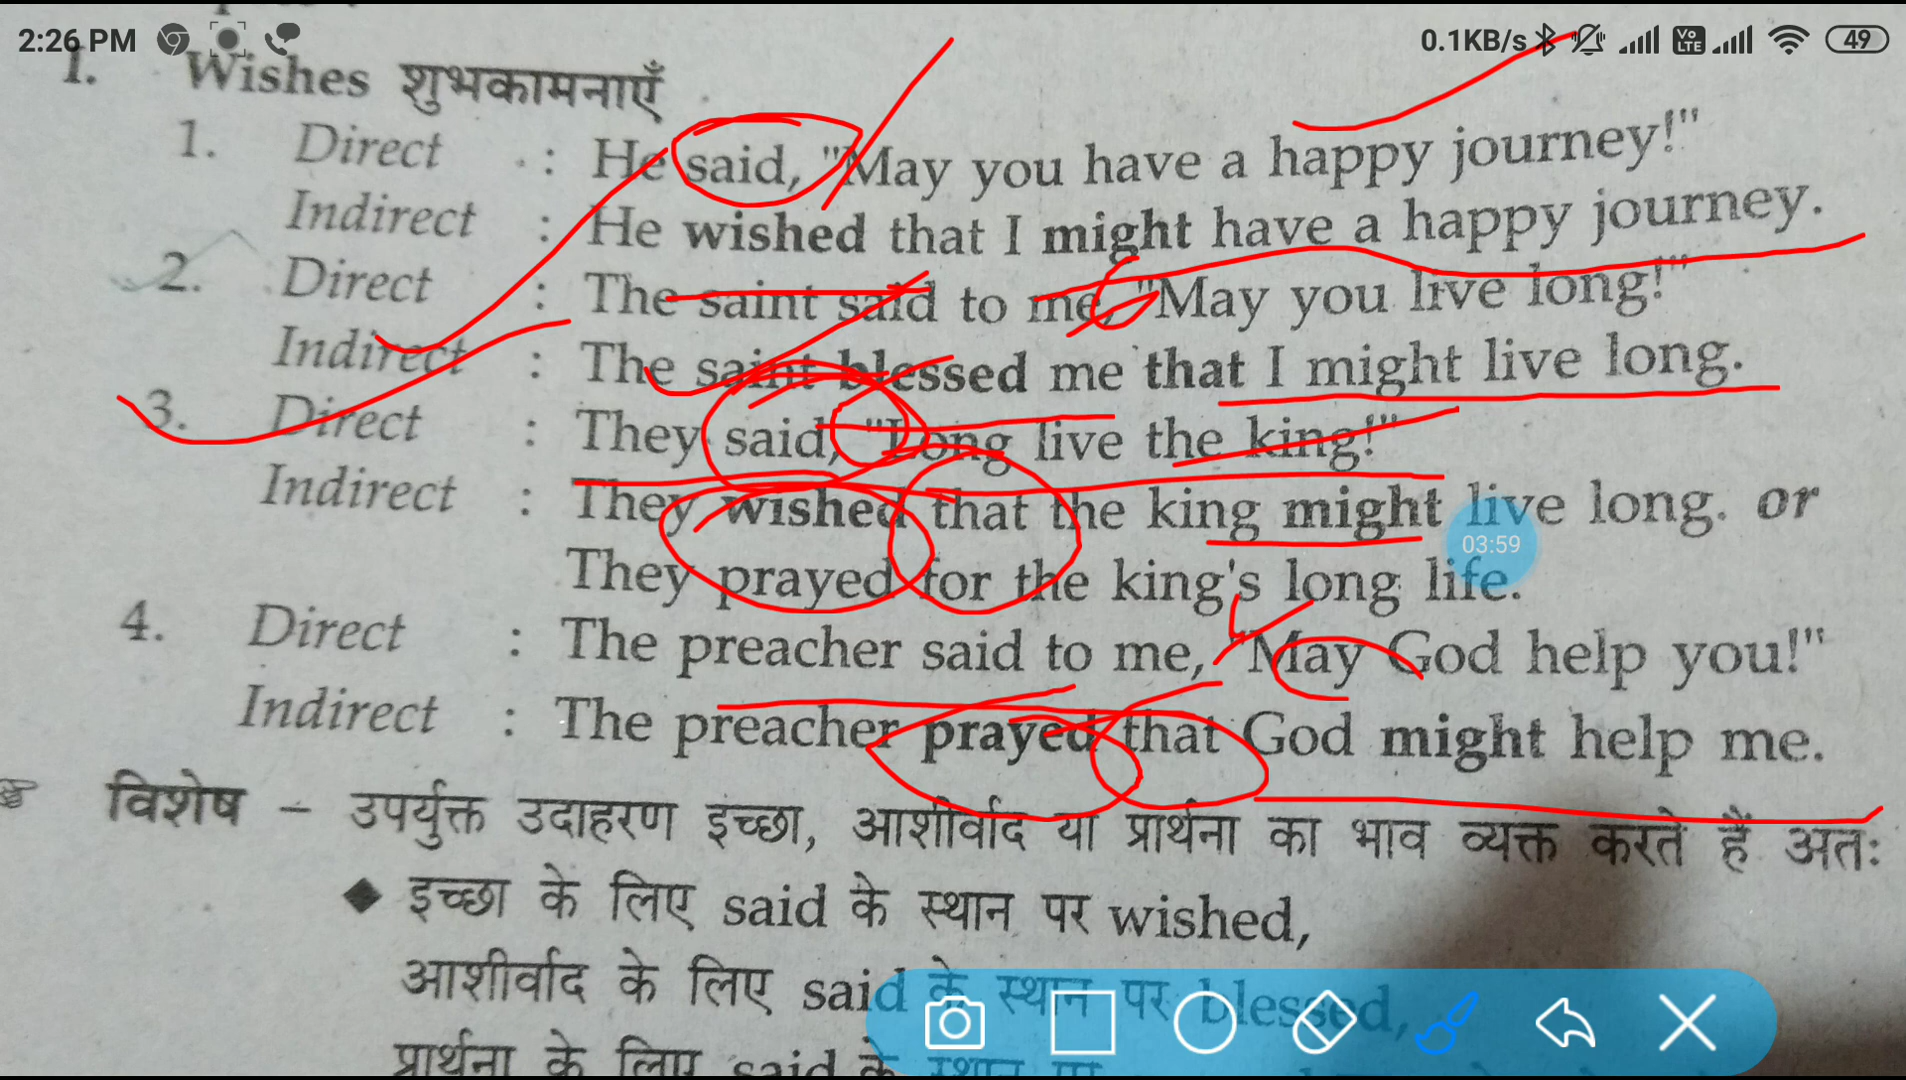 2:26 PM 0.1KB/s Vo LTE 49
1. Wishes शुभकामनाएँ
1. Direct : He said, "May you have a happy journey!"
Indirect : He wished that I might have a happy journey.
2. Direct : The saint said to me, "May you live long!"
Indirect : The saint blessed me that I might live long.
3. Direct : They said, "Long live the king!"
Indirect : They wished that the king might live long. or
03:59
They prayed for the king's long life.
4. Direct : The preacher said to me, "May God help you!"
Indirect : The preacher prayed that God might help me.
विशेष – उपर्युक्त उदाहरण इच्छा, आशीर्वाद या प्रार्थना का भाव व्यक्त करते हैं अतः
◆ इच्छा के लिए said के स्थान पर wished,
आशीर्वाद के लिए said के स्थान पर blessed,
प्रार्थना के लिए said के स्थान पर